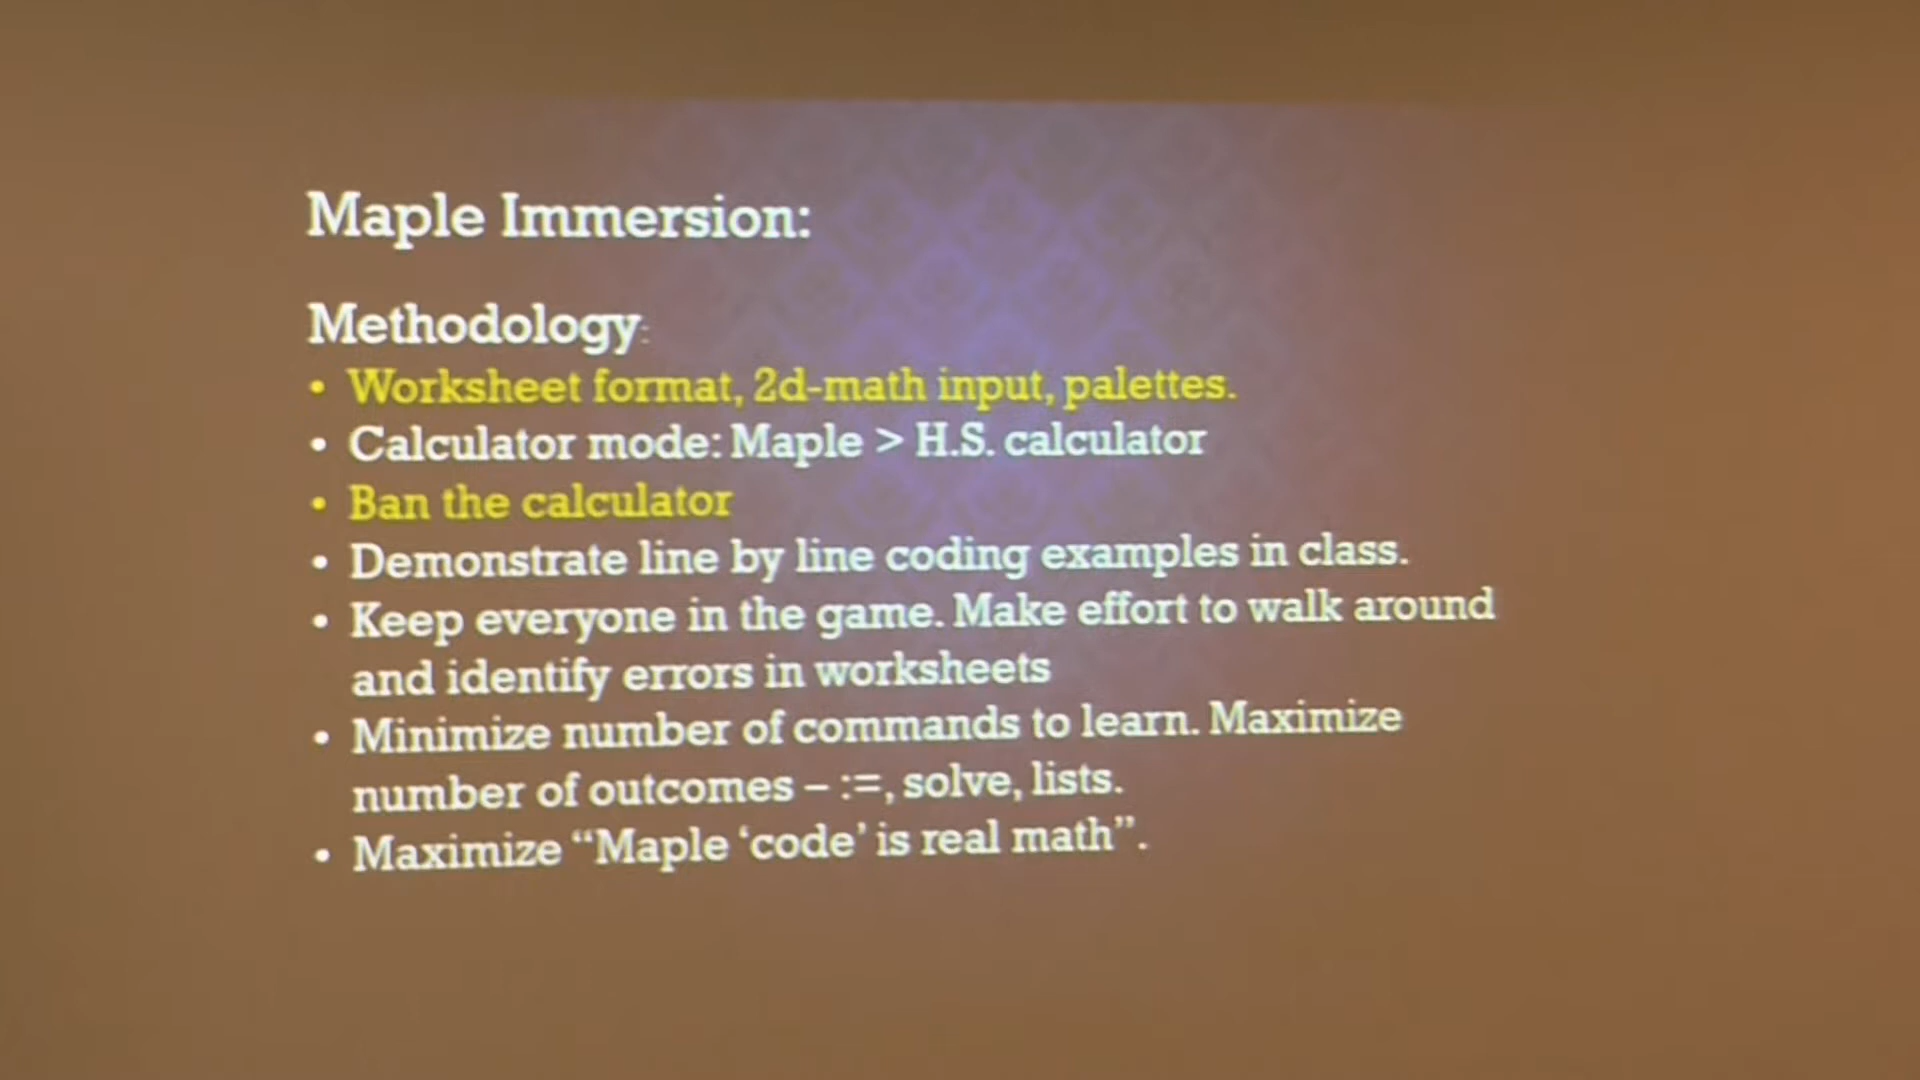 Maple Immersion:
Methodology:
• Worksheet format, 2d-math input, palettes.
• Calculator mode: Maple > H.S. calculator
• Ban the calculator
• Demonstrate line by line coding examples in class.
• Keep everyone in the game. Make effort to walk around
and identify errors in worksheets
• Minimize number of commands to learn. Maximize
number of outcomes – :=, solve, lists.
• Maximize “Maple ‘code’ is real math”.